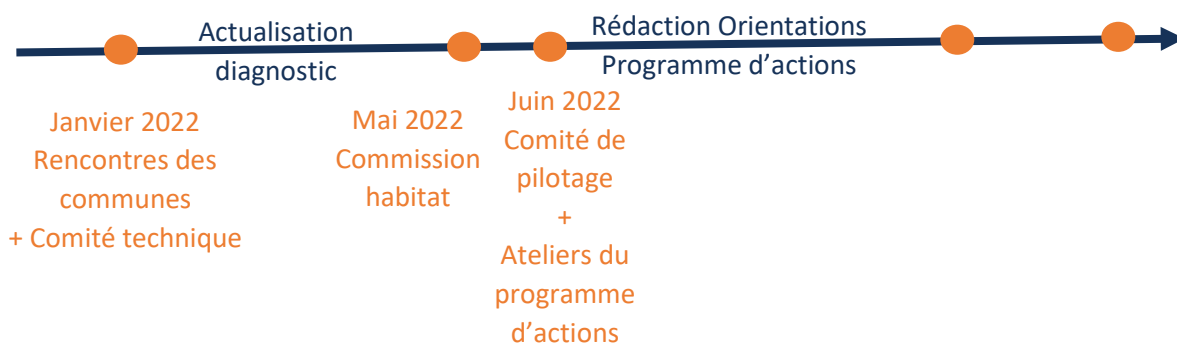 Actualisation
diagnostic
Rédaction Orientations
Programme d’actions
Janvier 2022
Rencontres des
communes
+ Comité technique
Mai 2022
Commission
habitat
Juin 2022
Comité de
pilotage
+
Ateliers du
programme
d’actions